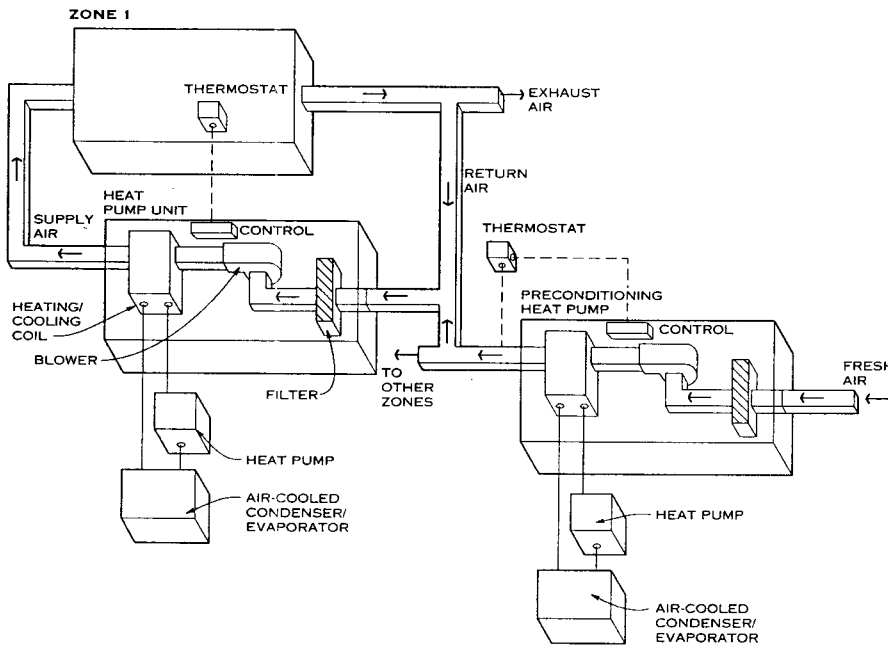 ZONE 1
THERMOSTAT
EXHAUST
AIR
RETURN
AIR
HEAT
PUMP UNIT
SUPPLY
AIR
CONTROL
THERMOSTAT
HEATING/
COOLING
COIL
BLOWER
FILTER
TO
OTHER
ZONES
PRECONDITIONING
HEAT PUMP
CONTROL
FRESH
AIR
HEAT PUMP
AIR-COOLED
CONDENSER/
EVAPORATOR
HEAT PUMP
AIR-COOLED
CONDENSER/
EVAPORATOR